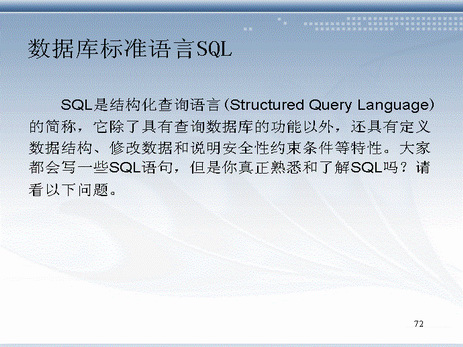 数据库标准语言SQL
SQL是结构化查询语言(Structured Query Language)
的简称，它除了具有查询数据库的功能以外，还具有定义
数据结构、修改数据和说明安全性约束条件等特性。大家
都会写一些SQL语句，但是你真正熟悉和了解SQL吗？请
看以下问题。
72